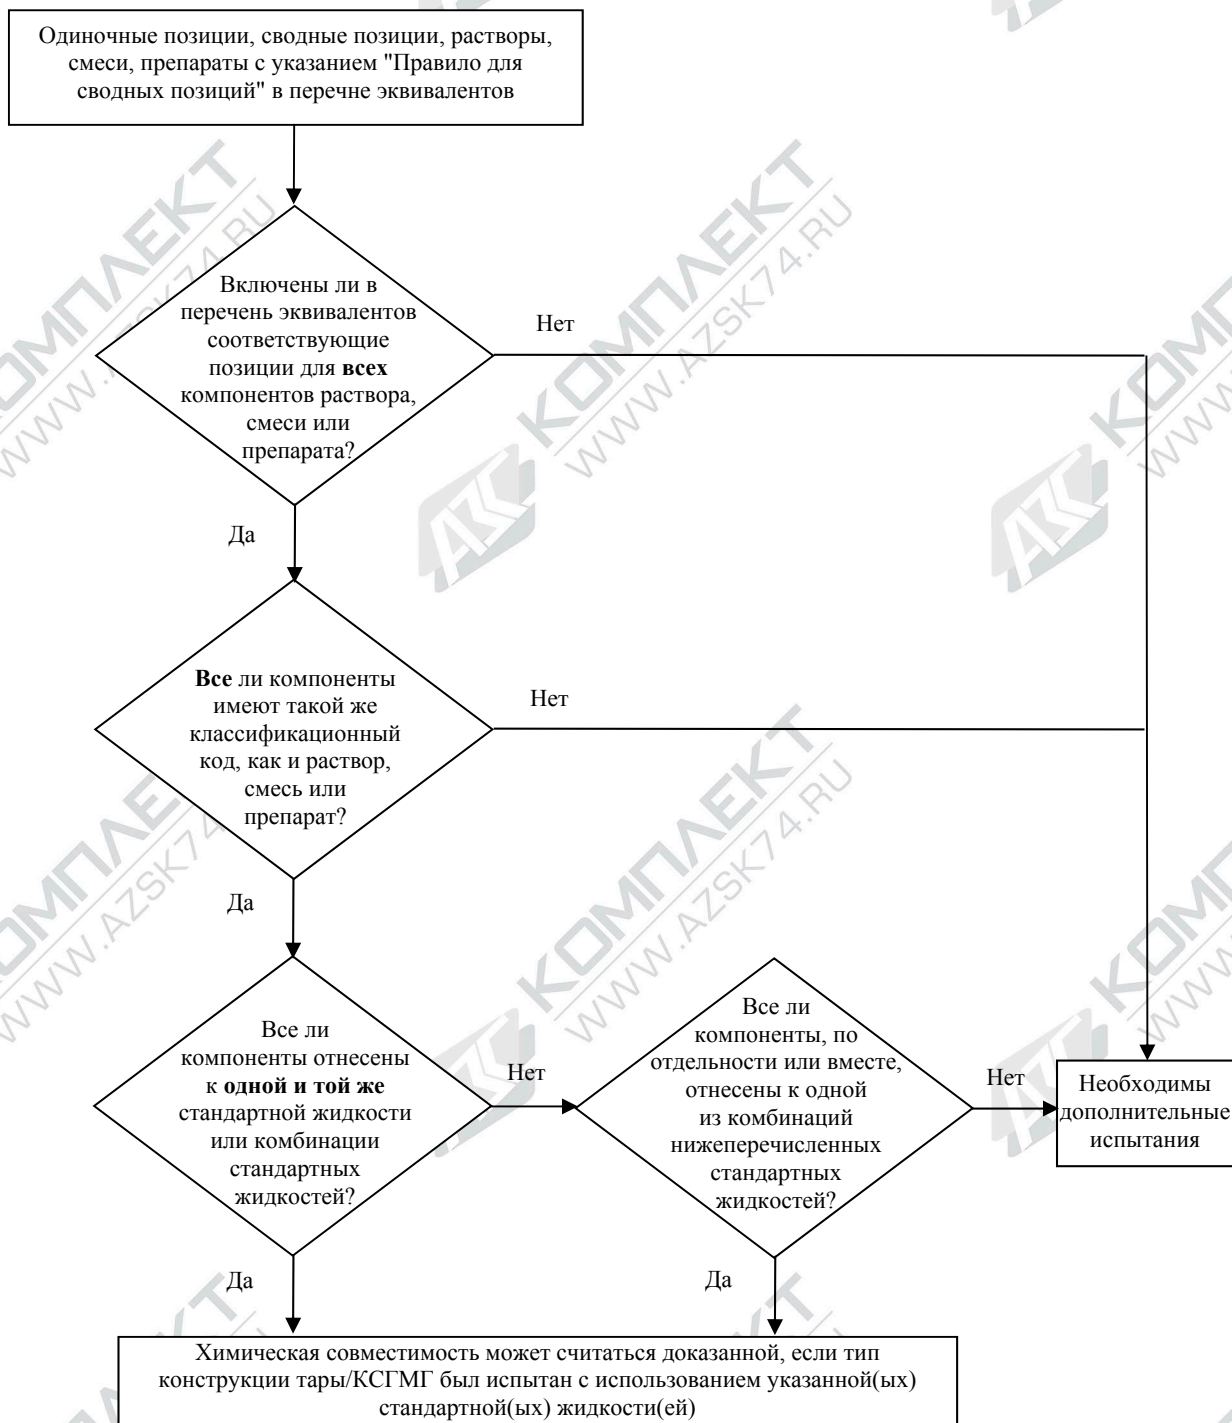 Одиночные позиции, сводные позиции, растворы,
смеси, препараты с указанием "Правило для
сводных позиций" в перечне эквивалентов
Включены ли в
перечень эквивалентов
соответствующие
позиции для всех
компонентов раствора,
смеси или
препарата?
Нет
Да
Все ли компоненты
имеют такой же
классификационный
код, как и раствор,
смесь или
препарат?
Нет
Да
Все ли
компоненты отнесены
к одной и той же
стандартной жидкости
или комбинации
стандартных
жидкостей?
Нет
Все ли
компоненты, по
отдельности или вместе,
отнесены к одной
из комбинаций
нижеперечисленных
стандартных
жидкостей?
Нет
Необходимы
дополнительные
испытания
Да
Да
Химическая совместимость может считаться доказанной, если тип
конструкции тары/КСГМГ был испытан с использованием указанной(ых)
стандартной(ых) жидкости(ей)
КОМПЛЕКТ
WWW.AZSK74.RU